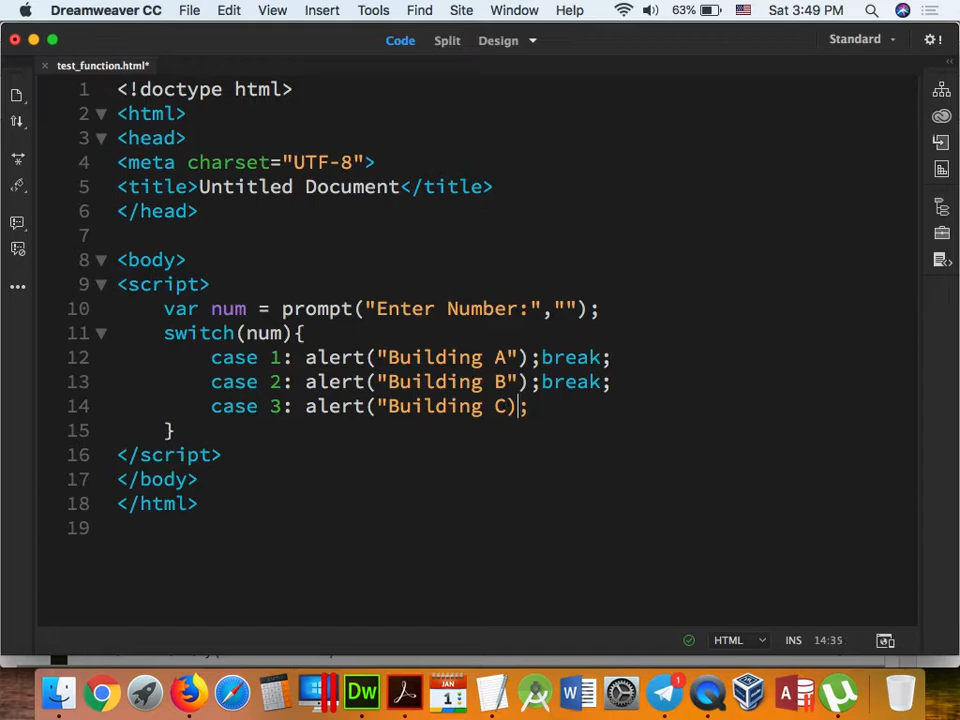 Dreamweaver CC File Edit View Insert Tools Find Site Window Help 63% Sat 3:49 PM
Code Split Design Standard
test_function.html*
1 <!doctype html>
2 <html>
3 <head>
4 <meta charset="UTF-8">
5 <title>Untitled Document</title>
6 </head>
7
8 <body>
9 <script>
10 var num = prompt("Enter Number:","");
11 switch(num){
12 case 1: alert("Building A");break;
13 case 2: alert("Building B");break;
14 case 3: alert("Building C);
15 }
16 </script>
17 </body>
18 </html>
19
HTML INS 14:35
JAN
1
Dw
W
A
1